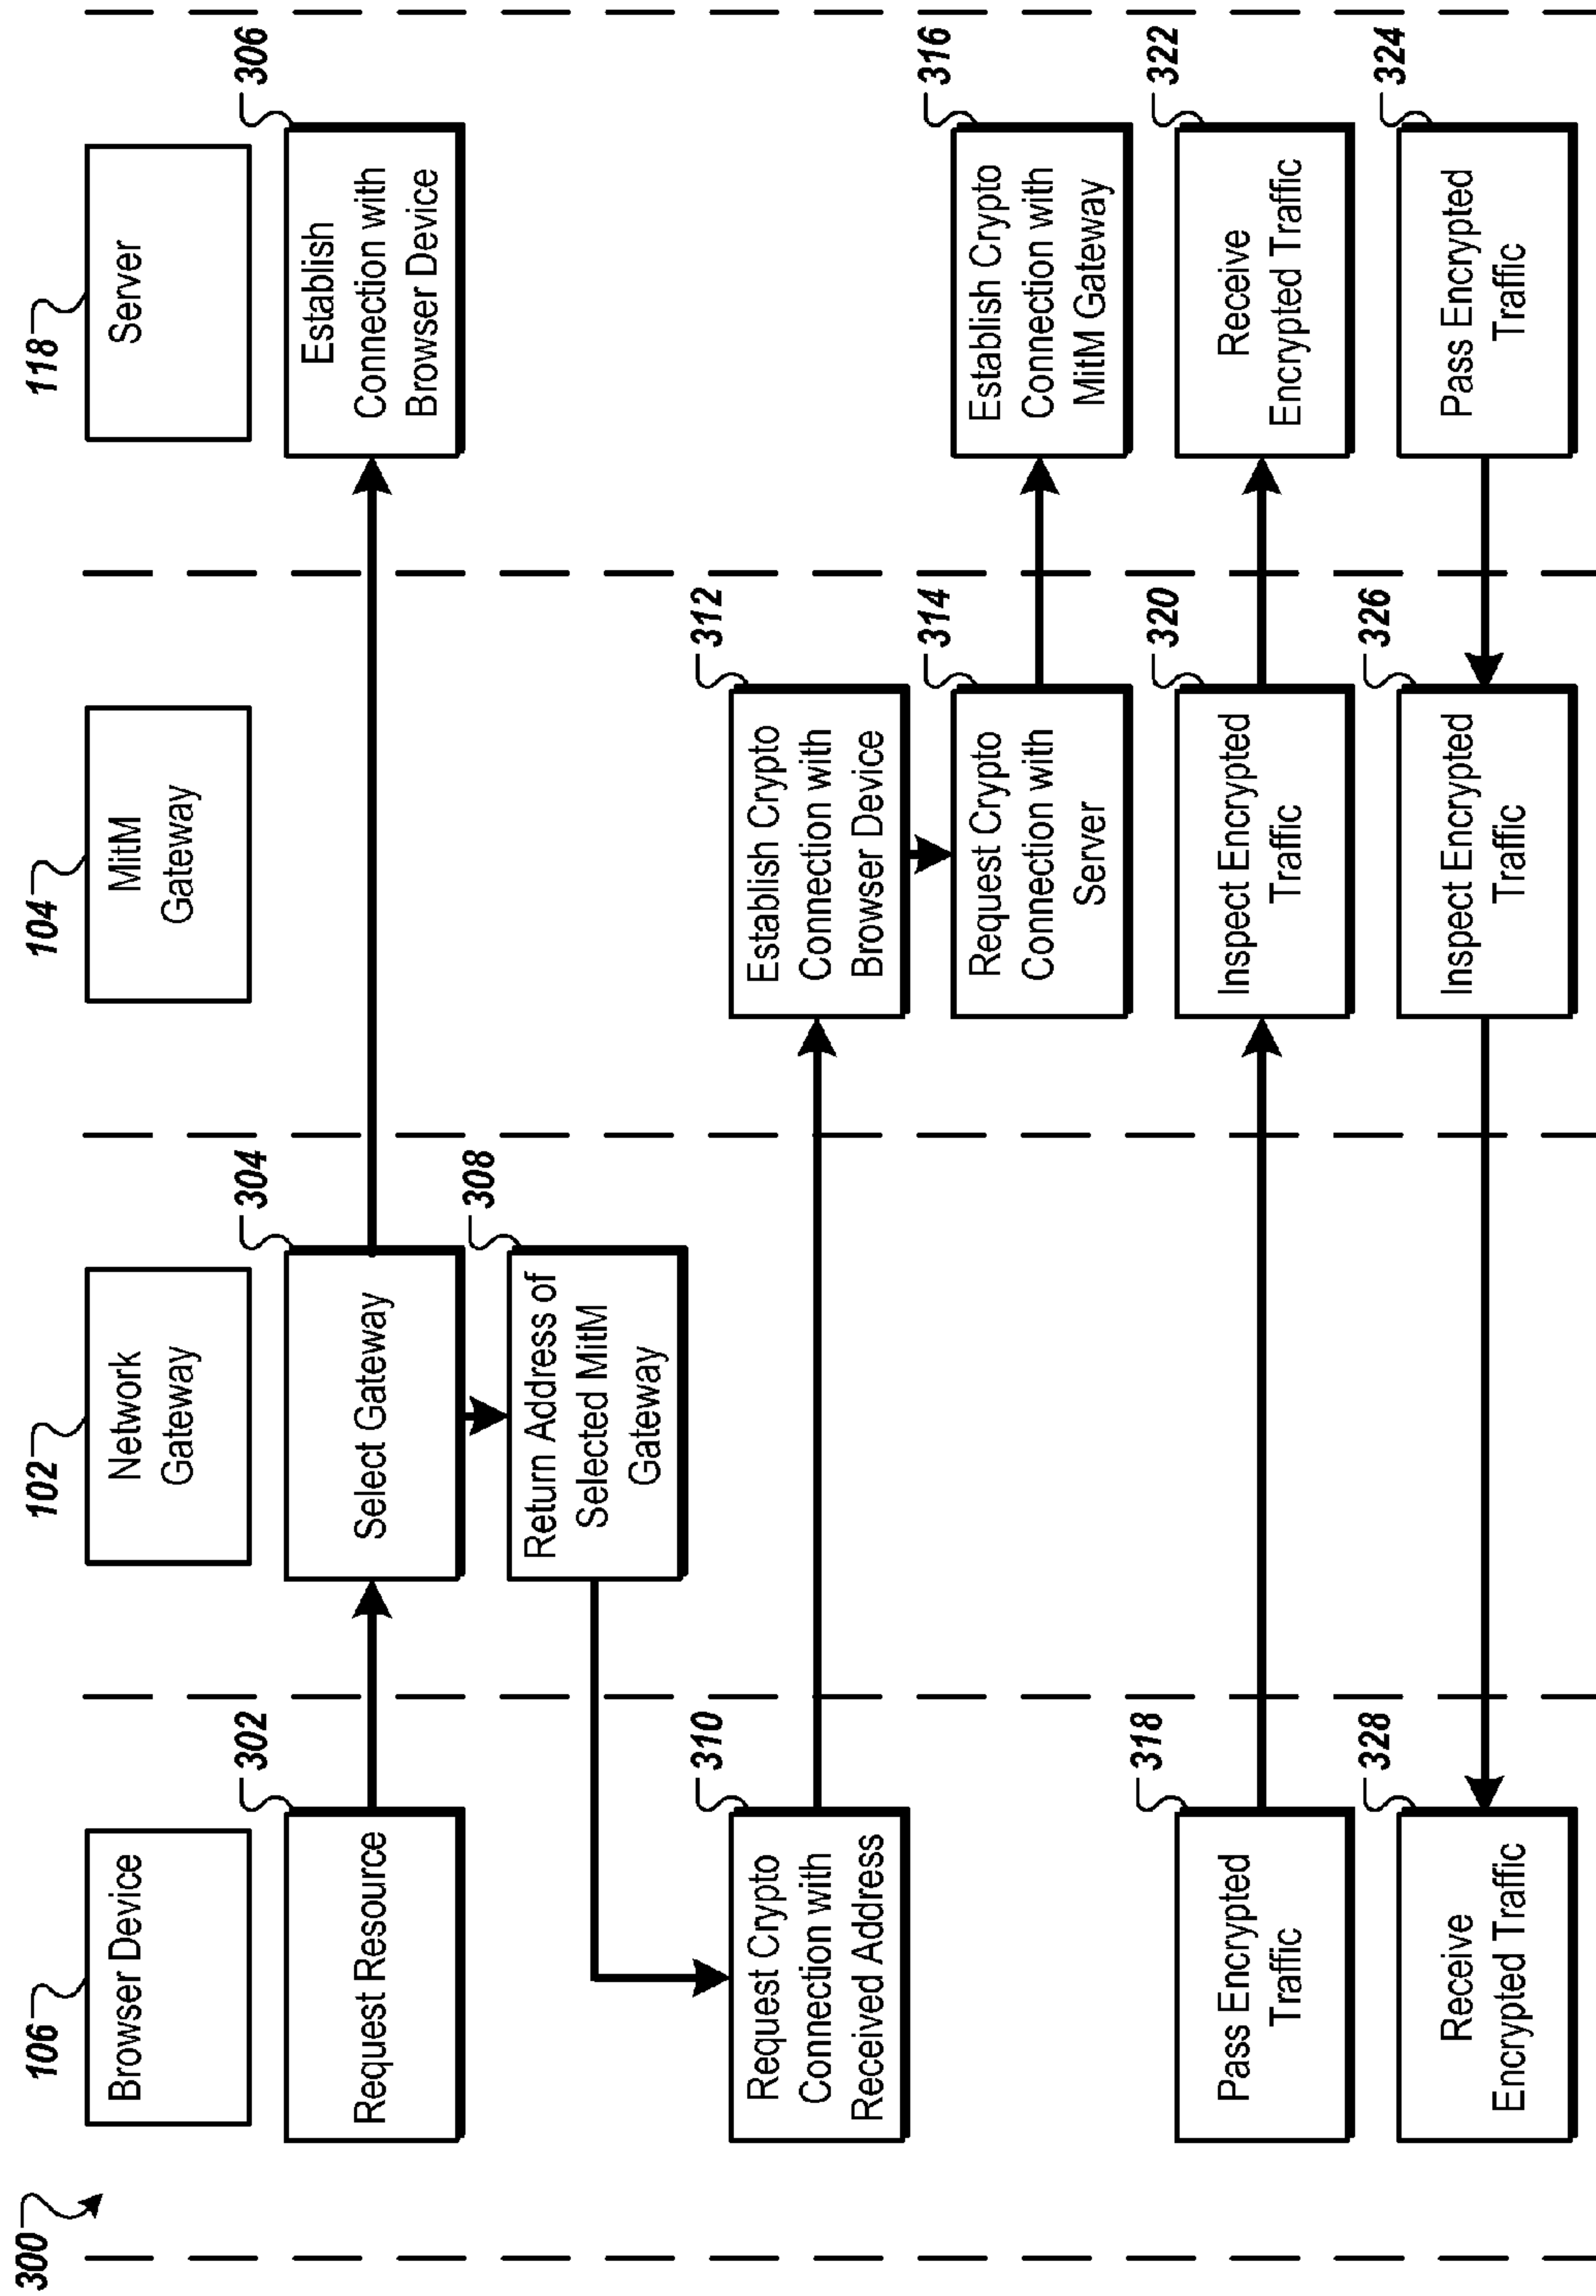 300
106
Browser Device
102
Network
Gateway
104
MitM
Gateway
118
Server
302
Request Resource
304
Select Gateway
306
Establish
Connection with
Browser Device
308
Return Address of
Selected MitM
Gateway
310
Request Crypto
Connection with
Received Address
312
Establish Crypto
Connection with
Browser Device
314
Request Crypto
Connection with
Server
316
Establish Crypto
Connection with
MitM Gateway
318
Pass Encrypted
Traffic
320
Inspect Encrypted
Traffic
322
Receive
Encrypted Traffic
328
Receive
Encrypted Traffic
326
Inspect Encrypted
Traffic
324
Pass Encrypted
Traffic